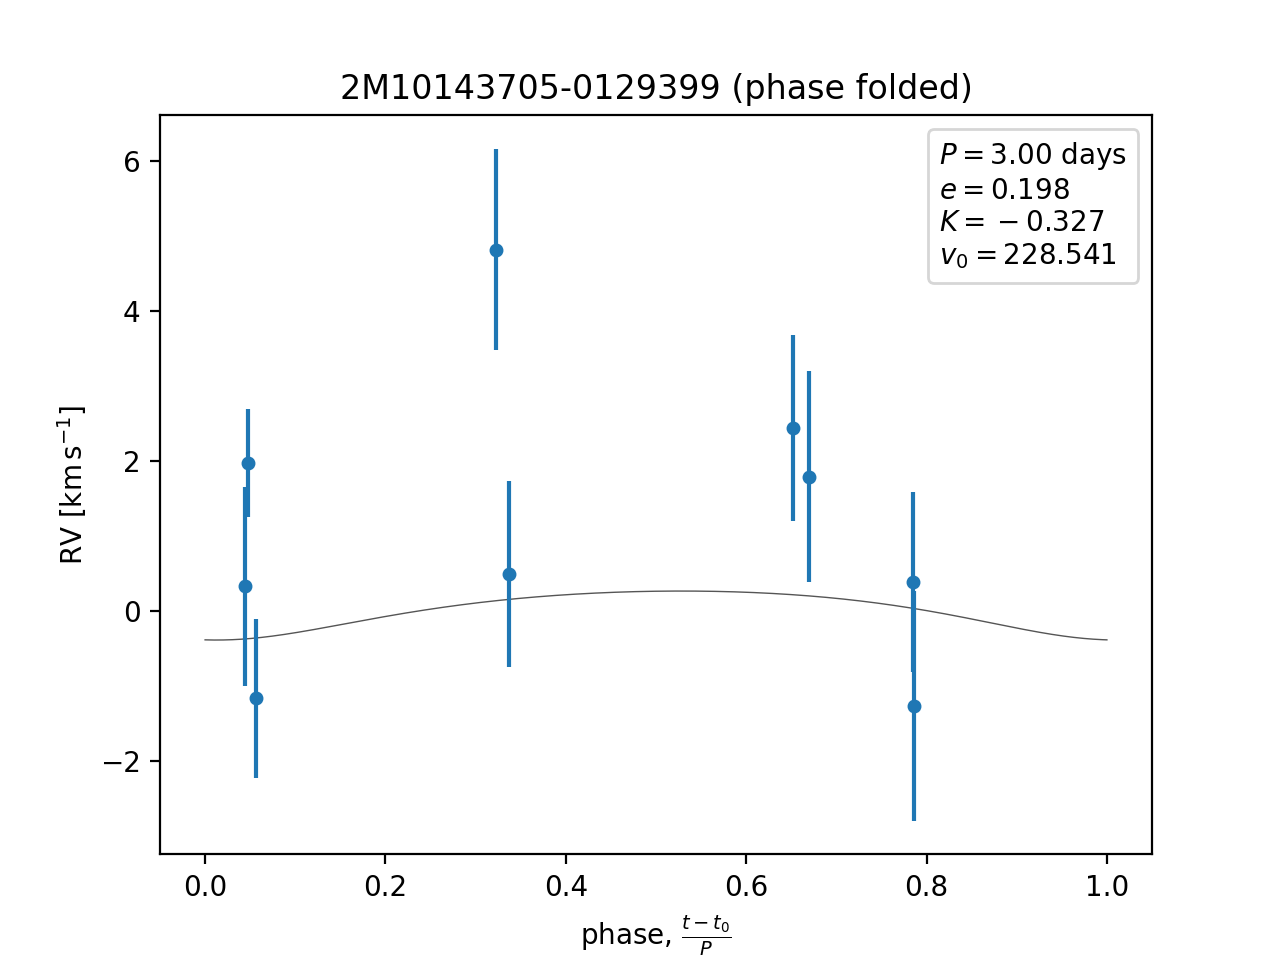 2M10143705-0129399 (phase folded)
P = 3.00 days
e = 0.198
K = −0.327
v₀ = 228.541
RV [km s⁻¹]
6
4
2
0
−2
0.0 0.2 0.4 0.6 0.8 1.0
phase, (t − t₀)/P